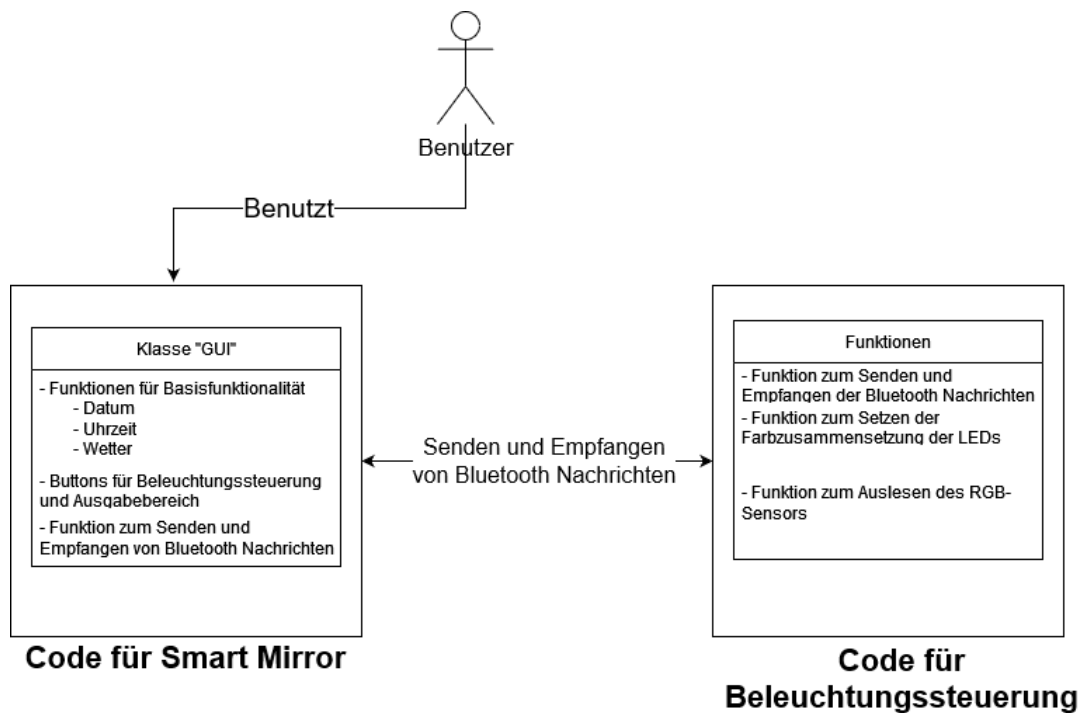 Benutzer
Benutzt
Klasse "GUI"
- Funktionen für Basisfunktionalität
- Datum
- Uhrzeit
- Wetter
- Buttons für Beleuchtungssteuerung
und Ausgabebereich
- Funktion zum Senden und
Empfangen von Bluetooth Nachrichten
Code für Smart Mirror
Senden und Empfangen
von Bluetooth Nachrichten
Funktionen
- Funktion zum Senden und
Empfangen der Bluetooth Nachrichten
- Funktion zum Setzen der
Farbzusammensetzung der LEDs
- Funktion zum Auslesen des RGB-
Sensors
Code für
Beleuchtungssteuerung